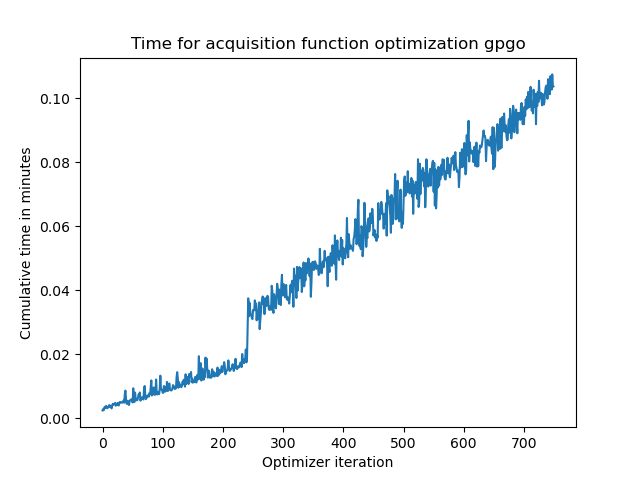 Time for acquisition function optimization gpgo
0.10
0.08
0.06
0.04
0.02
0.00
Cumulative time in minutes
0 100 200 300 400 500 600 700
Optimizer iteration